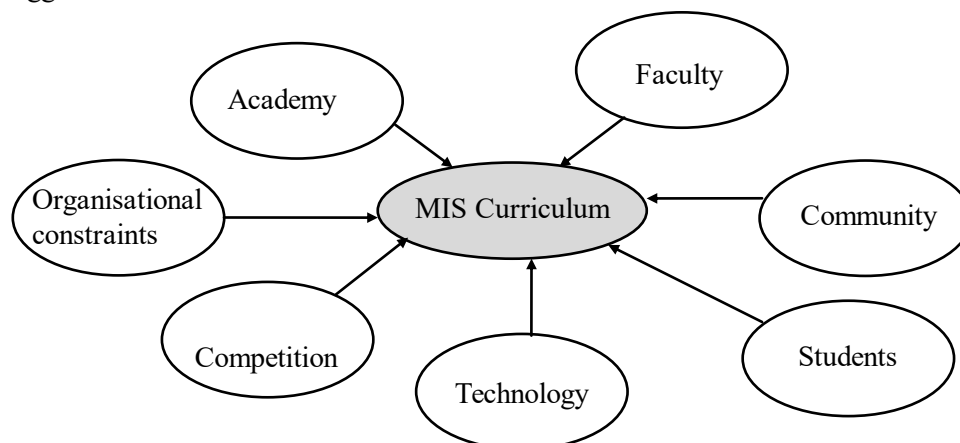 Faculty
Academy
Organisational
constraints
MIS Curriculum
Community
Competition
Students
Technology